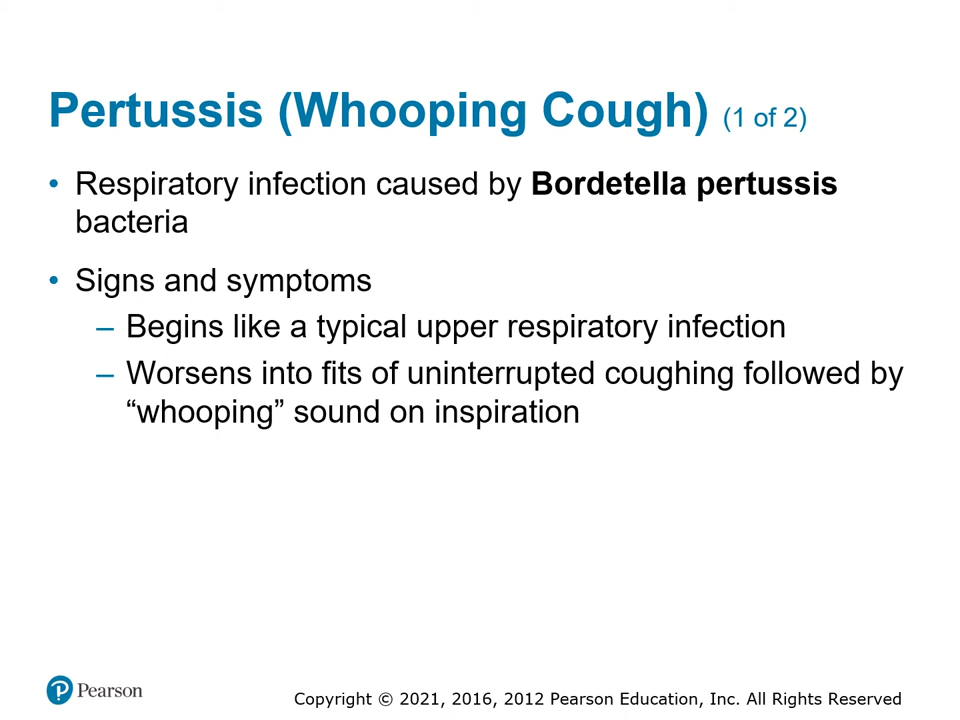 Pertussis (Whooping Cough) (1 of 2)
• Respiratory infection caused by Bordetella pertussis
bacteria
• Signs and symptoms
– Begins like a typical upper respiratory infection
– Worsens into fits of uninterrupted coughing followed by
“whooping” sound on inspiration
Pearson
Copyright © 2021, 2016, 2012 Pearson Education, Inc. All Rights Reserved